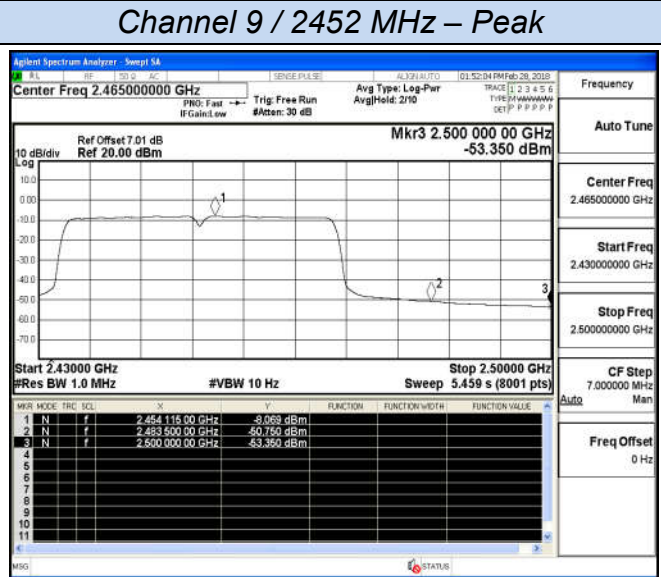 Channel 9 / 2452 MHz – Peak
Agilent Spectrum Analyzer - Swept SA
RL RF 50 Ω AC SENSE:PULSE ALIGN AUTO 01:52:04 PM Feb 28, 2018
Center Freq 2.465000000 GHz
PNO: Fast
IFGain:Low
Trig: Free Run
#Atten: 30 dB
Avg Type: Log-Pwr
Avg|Hold: 2/10
TRACE 1 2 3 4 5 6
TYPE
DET P P P P P P
Mkr3 2.500 000 00 GHz
-53.350 dBm
Ref Offset 7.01 dB
10 dB/div Ref 20.00 dBm
Log
10.0
0.00
-10.0
-20.0
-30.0
-40.0
-50.0
-60.0
-70.0
1
2
3
Start 2.43000 GHz Stop 2.50000 GHz
#Res BW 1.0 MHz #VBW 10 Hz Sweep 5.459 s (8001 pts)
MKR MODE TRC SCL X Y FUNCTION FUNCTION WIDTH FUNCTION VALUE
1 N f 2.454 115 00 GHz -8.069 dBm
2 N f 2.483 500 00 GHz -50.750 dBm
3 N f 2.500 000 00 GHz -53.350 dBm
4
5
6
7
8
9
10
11
MSG STATUS
Frequency
Auto Tune
Center Freq
2.465000000 GHz
Start Freq
2.430000000 GHz
Stop Freq
2.500000000 GHz
CF Step
7.000000 MHz
Auto Man
Freq Offset
0 Hz